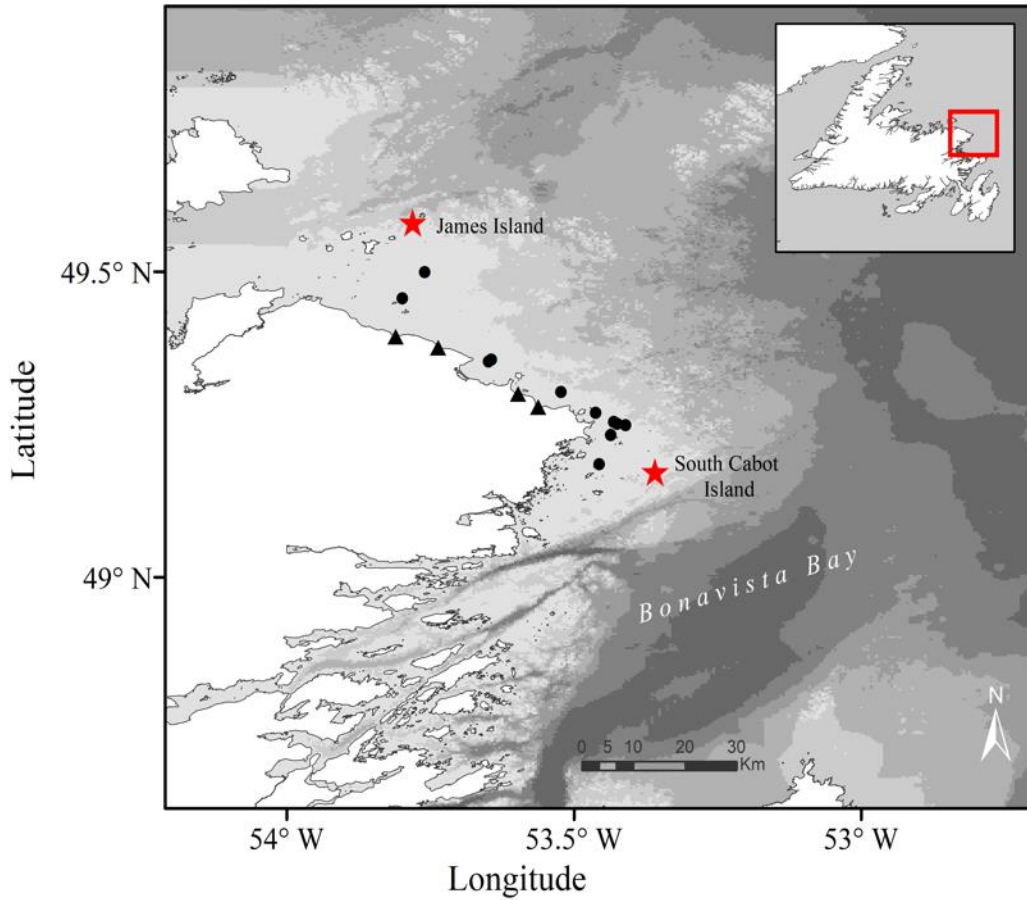 James Island
49.5° N
South Cabot
Island
49° N
Bonavista Bay
Latitude
N
0 5 10 20 30
Km
54° W 53.5° W 53° W
Longitude